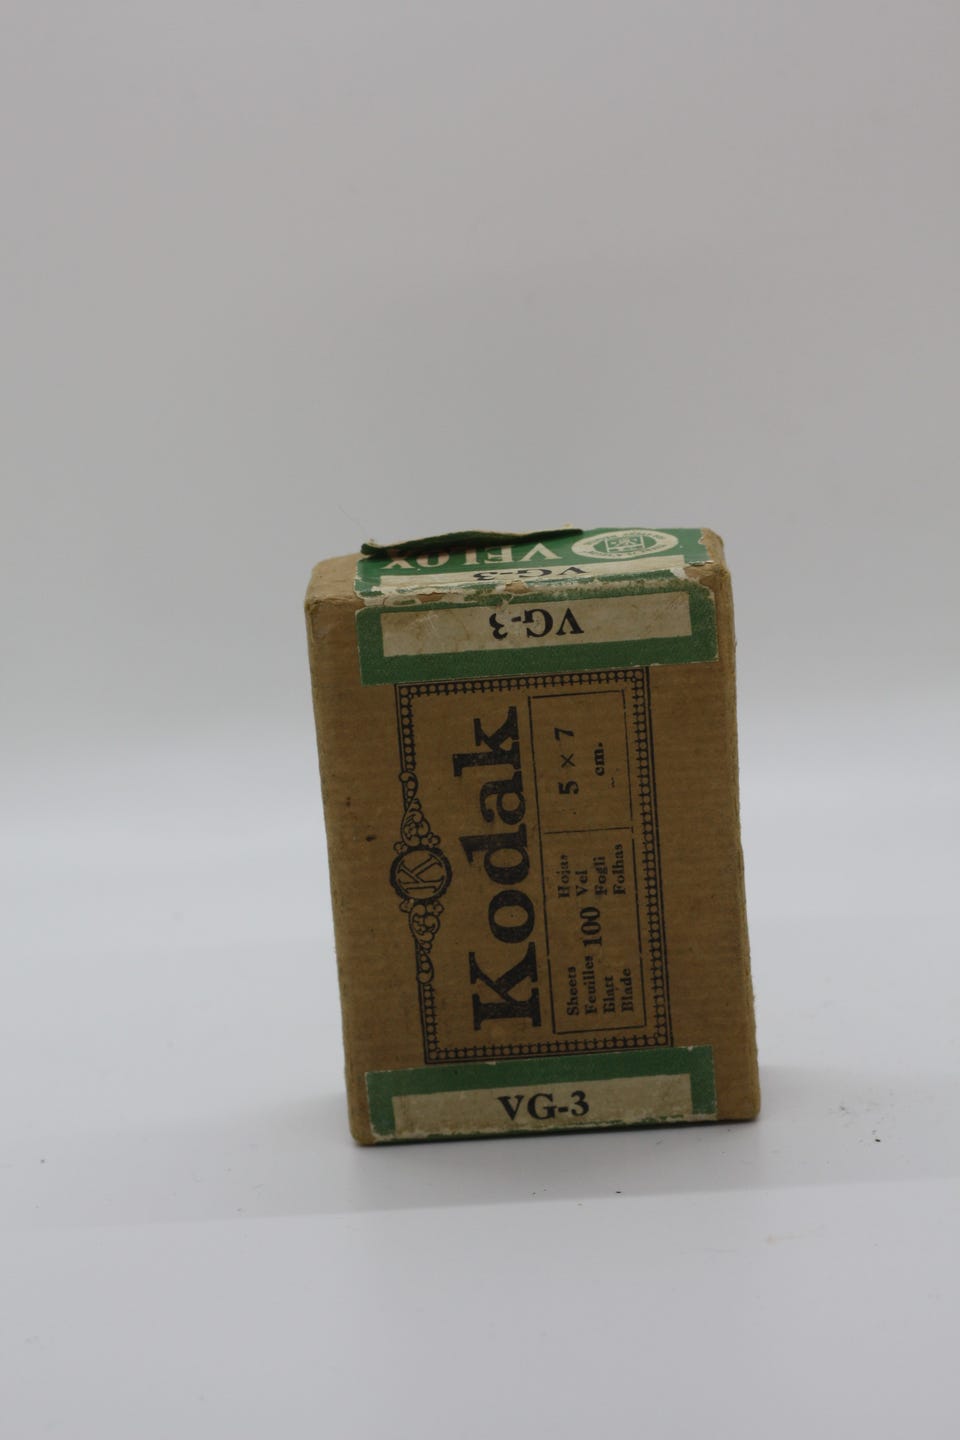 VELOX
VG-3
VG-3
K
Kodak
Sheets
Feuilles
Blatt
Blade
100
Hojas
Vel
Fogli
Folhas
5 × 7
cm.
VG-3